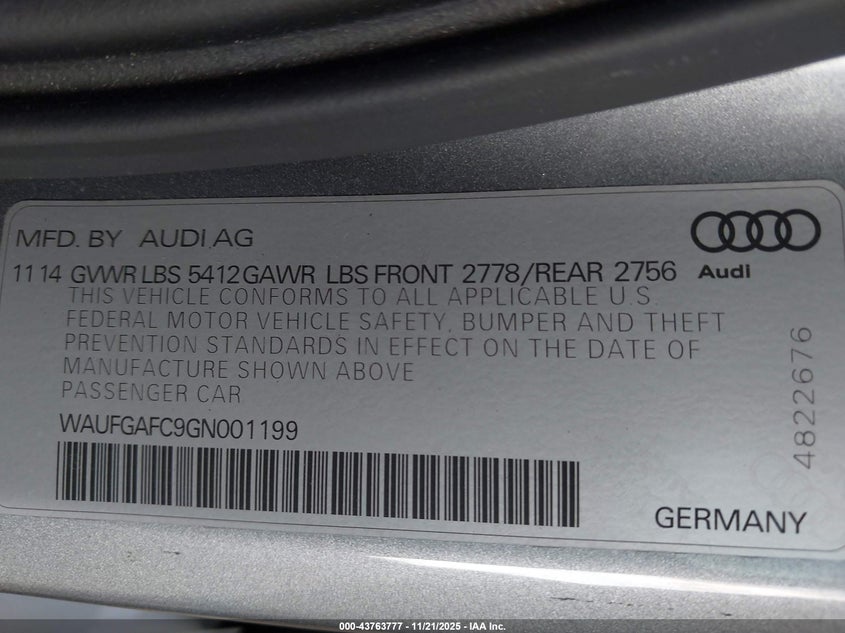 MFD. BY AUDI AG
Audi
11 14 GVWR LBS 5412 GAWR LBS FRONT 2778/REAR 2756
THIS VEHICLE CONFORMS TO ALL APPLICABLE U.S.
FEDERAL MOTOR VEHICLE SAFETY, BUMPER AND THEFT
PREVENTION STANDARDS IN EFFECT ON THE DATE OF
MANUFACTURE SHOWN ABOVE
PASSENGER CAR
WAUFGAFC9GN001199
4822676
GERMANY
000-43763777 - 11/21/2025 - IAA Inc.